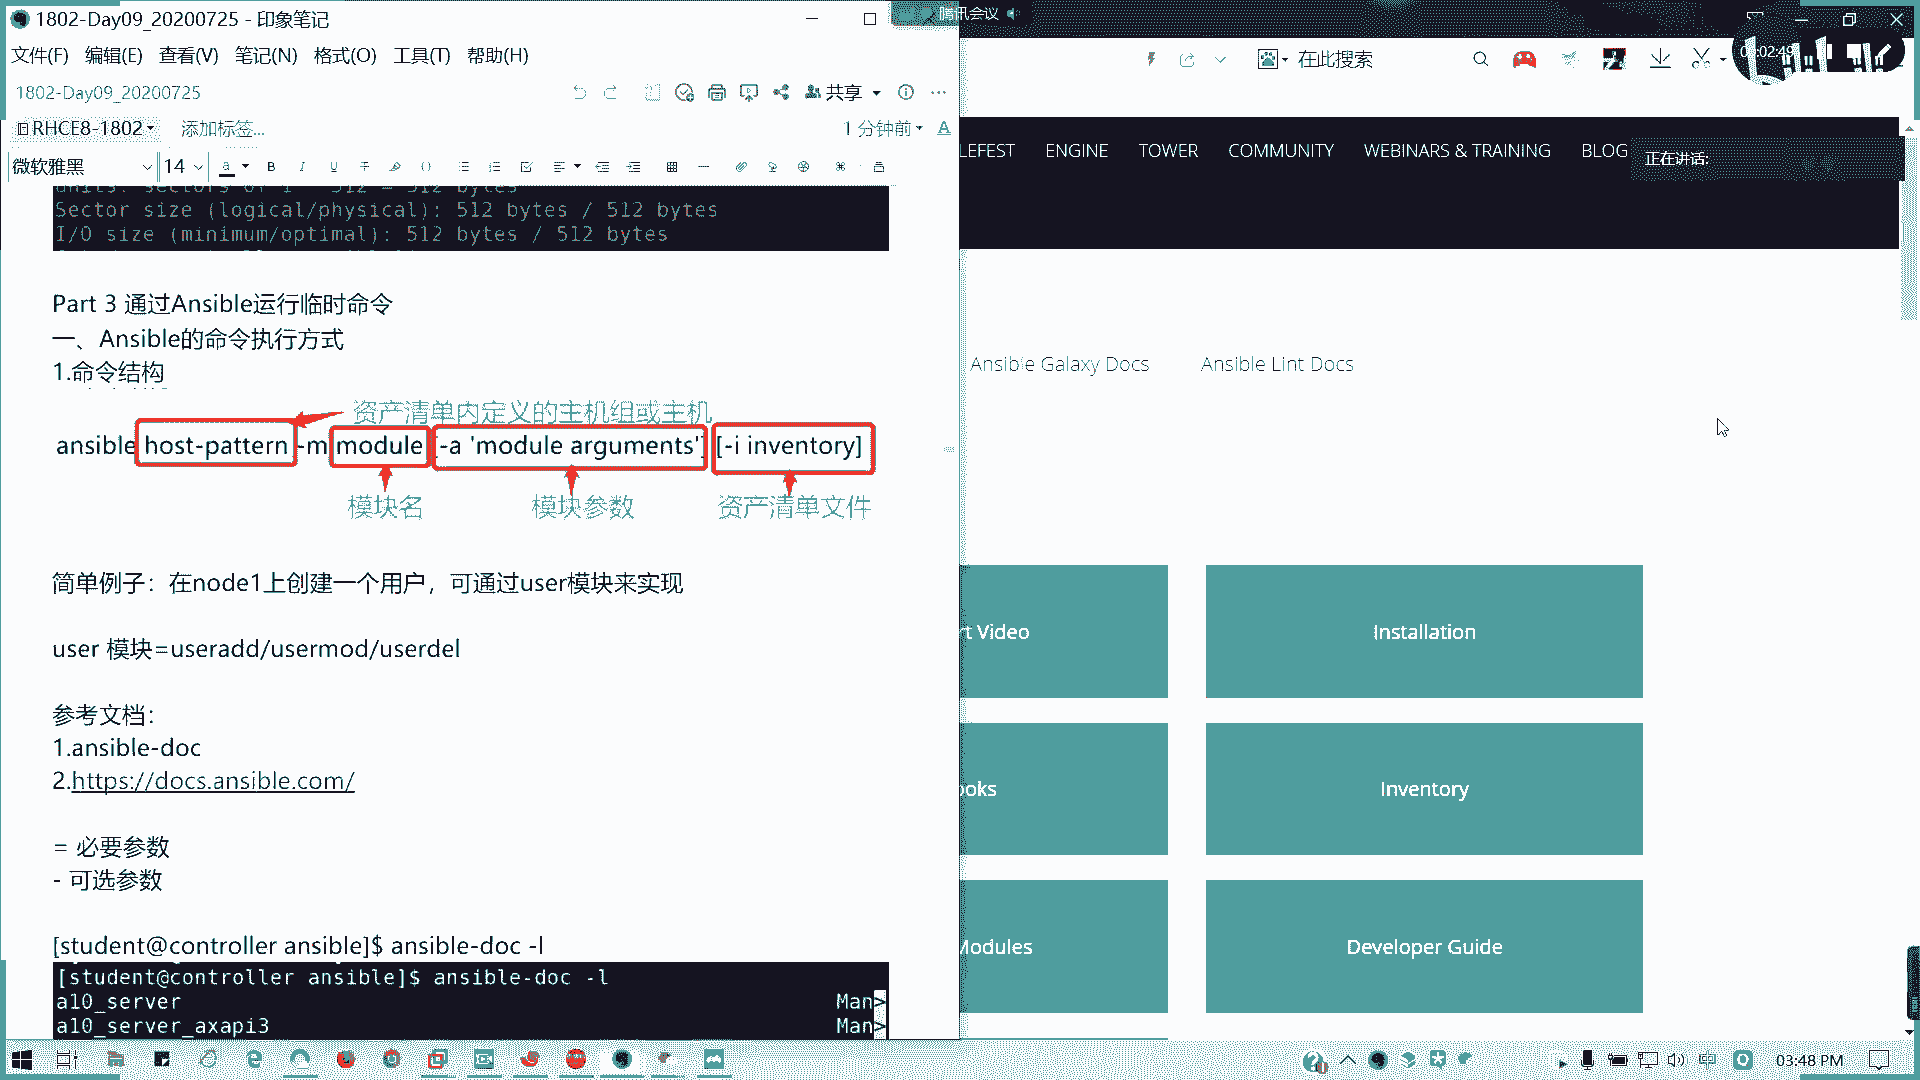 1802-Day09_20200725 - 印象笔记
文件(F) 编辑(E) 查看(V) 笔记(N) 格式(O) 工具(T) 帮助(H)
1802-Day09_20200725
共享
RHCE8-1802
添加标签...
1 分钟前
微软雅黑
14
units: sectors of 1 * 512 = 512 bytes
Sector size (logical/physical): 512 bytes / 512 bytes
I/O size (minimum/optimal): 512 bytes / 512 bytes
Part 3 通过Ansible运行临时命令
一、Ansible的命令执行方式
1.命令结构
资产清单内定义的主机组或主机
ansible host-pattern -m module [-a 'module arguments'] [-i inventory]
模块名 模块参数 资产清单文件
简单例子：在node1上创建一个用户，可通过user模块来实现
user 模块=useradd/usermod/userdel
参考文档：
1.ansible-doc
2.https://docs.ansible.com/
= 必要参数
- 可选参数
[student@controller ansible]$ ansible-doc -l
[student@controller ansible]$ ansible-doc -l
a10_server Man>
a10_server_axapi3 Man>
腾讯会议
在此搜索
02:49
LEFEST ENGINE TOWER COMMUNITY WEBINARS & TRAINING BLOG
正在讲话:
Ansible Galaxy Docs Ansible Lint Docs
t Video
Installation
ooks
Inventory
Modules
Developer Guide
03:48 PM